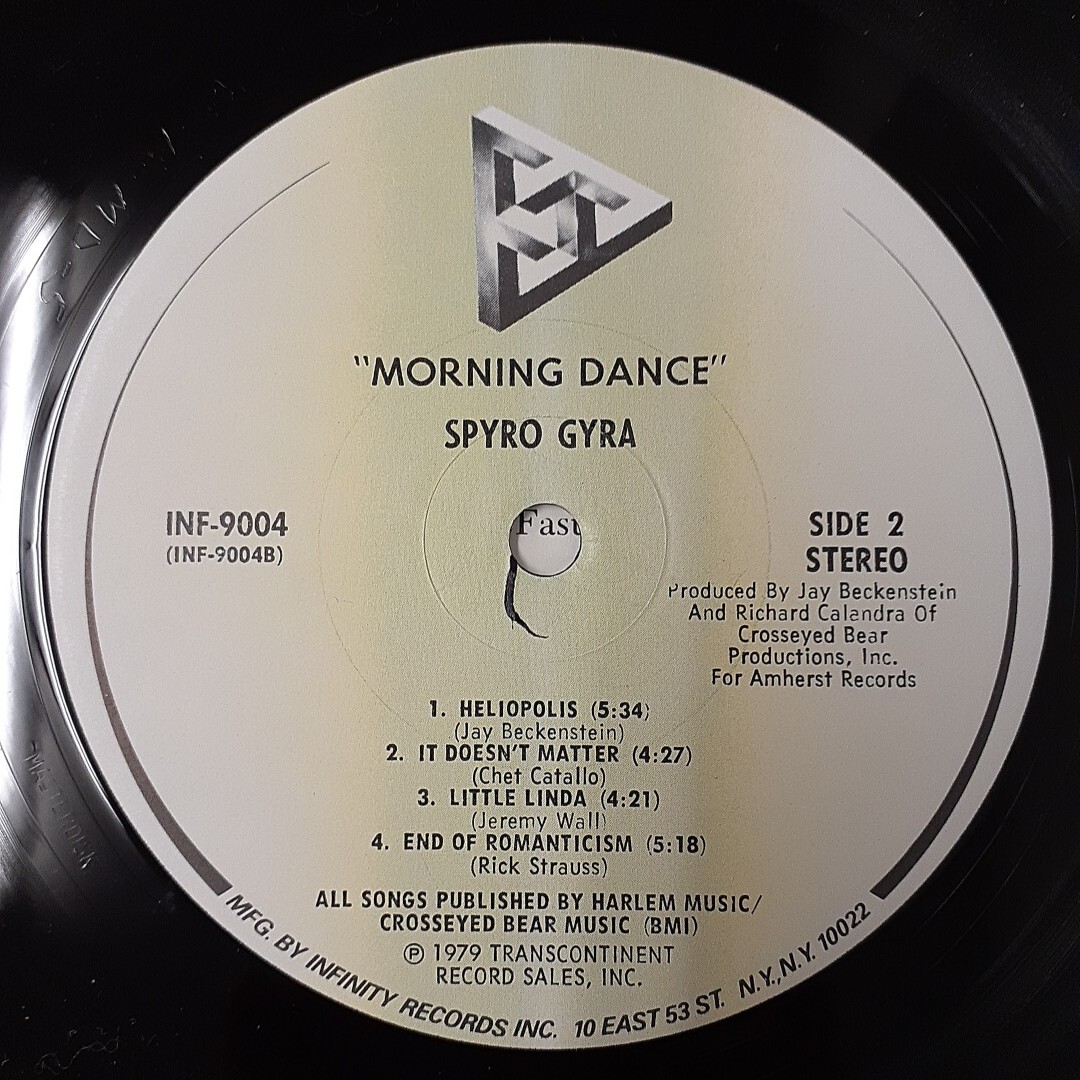 "MORNING DANCE"
SPYRO GYRA
Fast
INF-9004
(INF-9004B)
SIDE 2
STEREO
Produced By Jay Beckenstein
And Richard Calandra Of
Crosseyed Bear
Productions, Inc.
For Amherst Records
1. HELIOPOLIS (5:34)
(Jay Beckenstein)
2. IT DOESN'T MATTER (4:27)
(Chet Catallo)
3. LITTLE LINDA (4:21)
(Jeremy Wall)
4. END OF ROMANTICISM (5:18)
(Rick Strauss)
ALL SONGS PUBLISHED BY HARLEM MUSIC/
CROSSEYED BEAR MUSIC (BMI)
℗ 1979 TRANSCONTINENT
RECORD SALES, INC.
MFG. BY INFINITY RECORDS INC. 10 EAST 53 ST. N.Y., N.Y. 10022